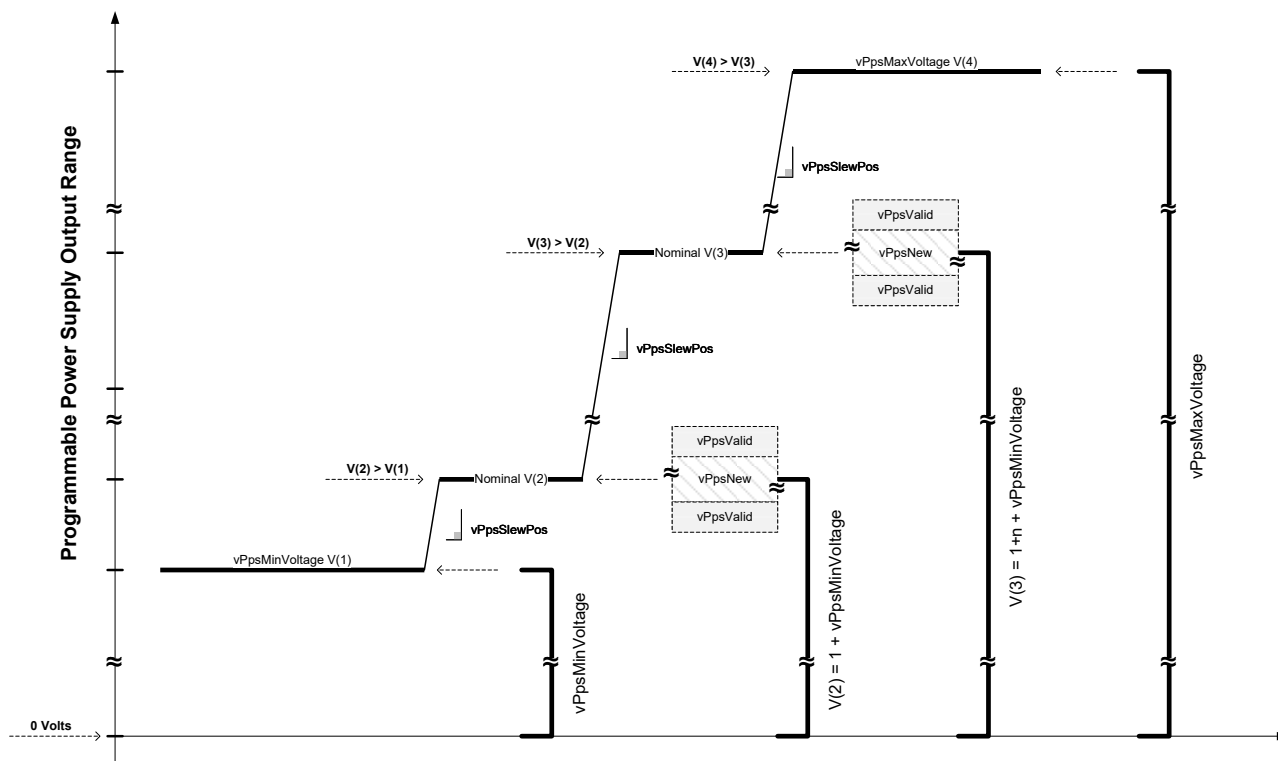 Programmable Power Supply Output Range
V(4) > V(3)
vPpsMaxVoltage V(4)
vPpsSlewPos
vPpsValid
V(3) > V(2)
Nominal V(3)
vPpsNew
vPpsValid
vPpsSlewPos
vPpsMaxVoltage
vPpsValid
V(2) > V(1)
Nominal V(2)
vPpsNew
vPpsValid
vPpsSlewPos
V(3) = 1+n + vPpsMinVoltage
V(2) = 1 + vPpsMinVoltage
vPpsMinVoltage V(1)
vPpsMinVoltage
0 Volts